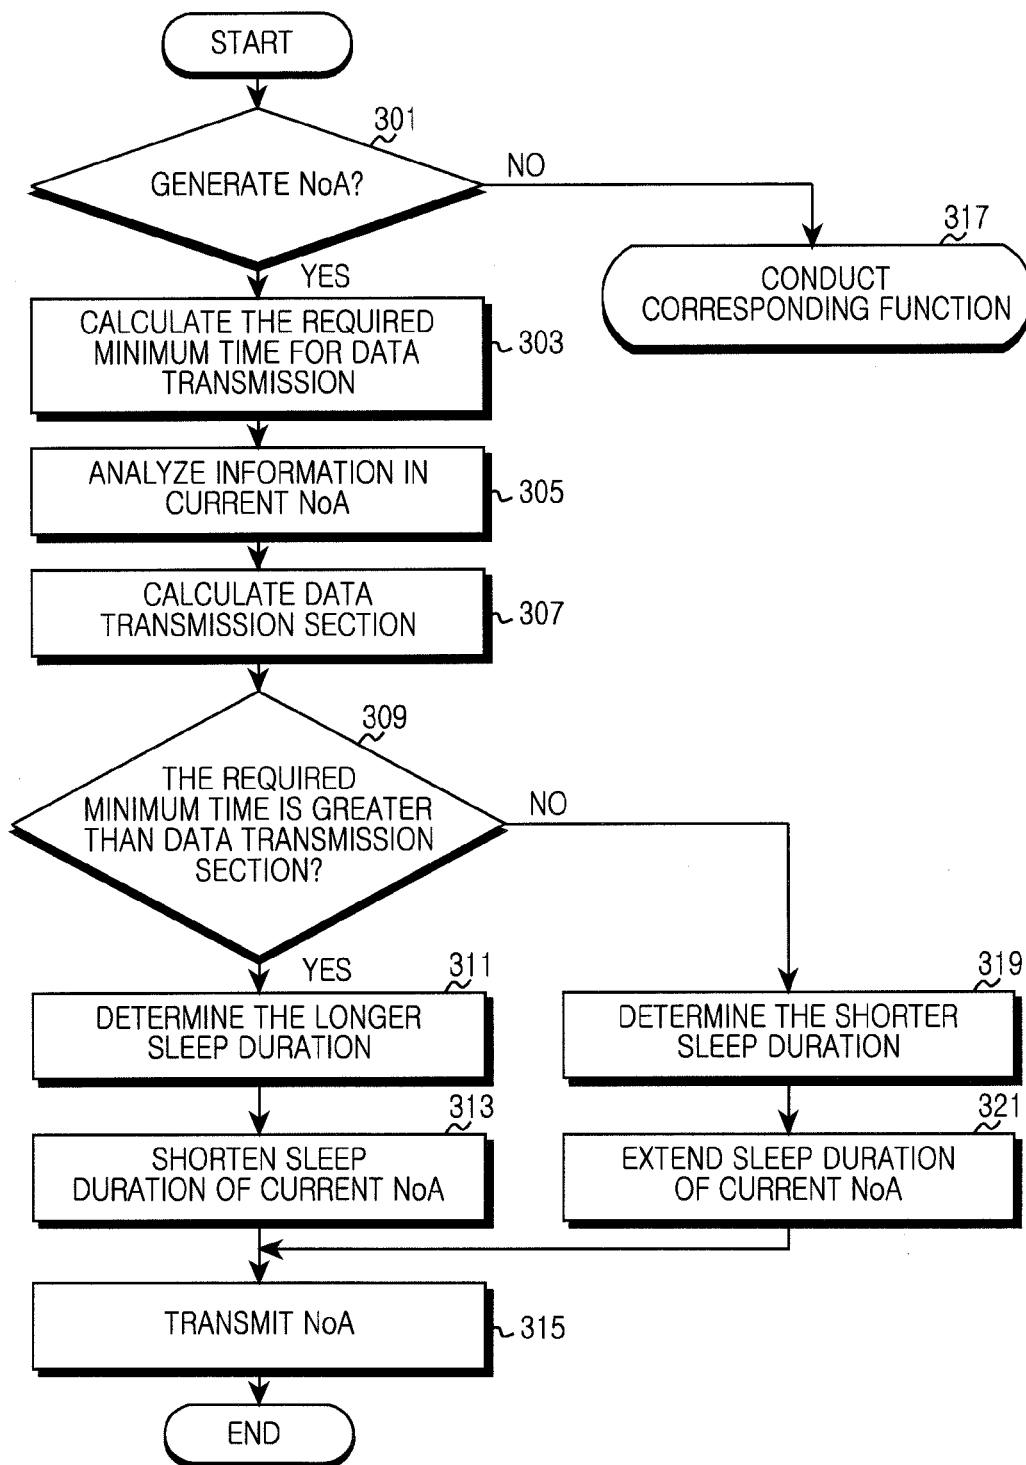 START
301
GENERATE NoA?
NO
317
CONDUCT
CORRESPONDING FUNCTION
YES
CALCULATE THE REQUIRED
MINIMUM TIME FOR DATA
TRANSMISSION
303
ANALYZE INFORMATION IN
CURRENT NoA
305
CALCULATE DATA
TRANSMISSION SECTION
307
309
THE REQUIRED
MINIMUM TIME IS GREATER
THAN DATA TRANSMISSION
SECTION?
NO
YES
311
DETERMINE THE LONGER
SLEEP DURATION
319
DETERMINE THE SHORTER
SLEEP DURATION
313
SHORTEN SLEEP
DURATION OF CURRENT NoA
321
EXTEND SLEEP DURATION
OF CURRENT NoA
TRANSMIT NoA
315
END